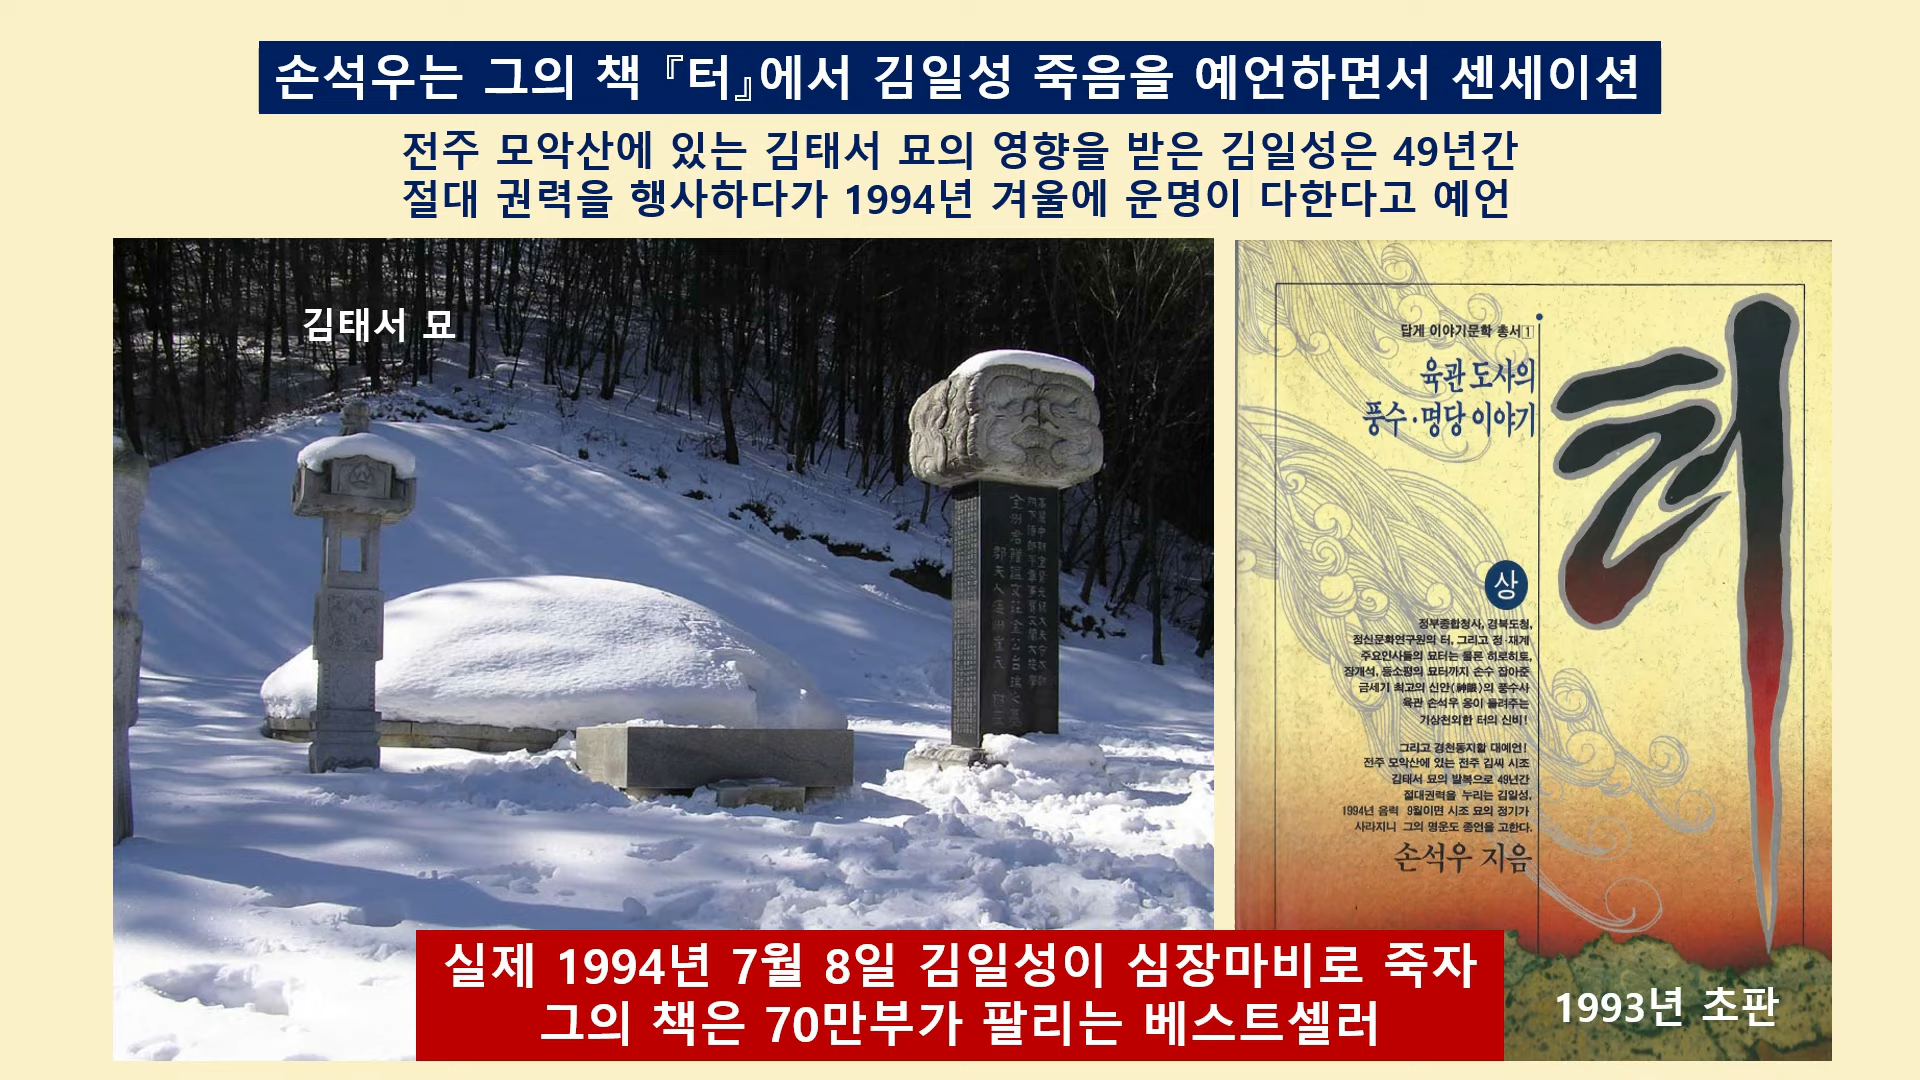 손석우는 그의 책 『터』에서 김일성 죽음을 예언하면서 센세이션
전주 모악산에 있는 김태서 묘의 영향을 받은 김일성은 49년간
절대 권력을 행사하다가 1994년 겨울에 운명이 다한다고 예언
김태서 묘
답게 이야기문학 총서 1
육관 도사의
풍수·명당 이야기
터
상
정부종합청사, 경북도청,
정신문화연구원의 터, 그리고 정·재계
주요인사들의 묘터는 물론 히로히토,
장개석, 등소평의 묘터까지 손수 잡아준
금세기 최고의 신안(神眼)의 풍수사
육관 손석우 옹이 들려주는
기상천외한 터의 신비!
그리고 경천동지할 대예언!
전주 모악산에 있는 전주 김씨 시조
김태서 묘의 발복으로 49년간
절대권력을 누리는 김일성,
1994년 음력 9월이면 시조 묘의 정기가
사라지니 그의 명운도 종언을 고한다.
손석우 지음
실제 1994년 7월 8일 김일성이 심장마비로 죽자
그의 책은 70만부가 팔리는 베스트셀러
1993년 초판